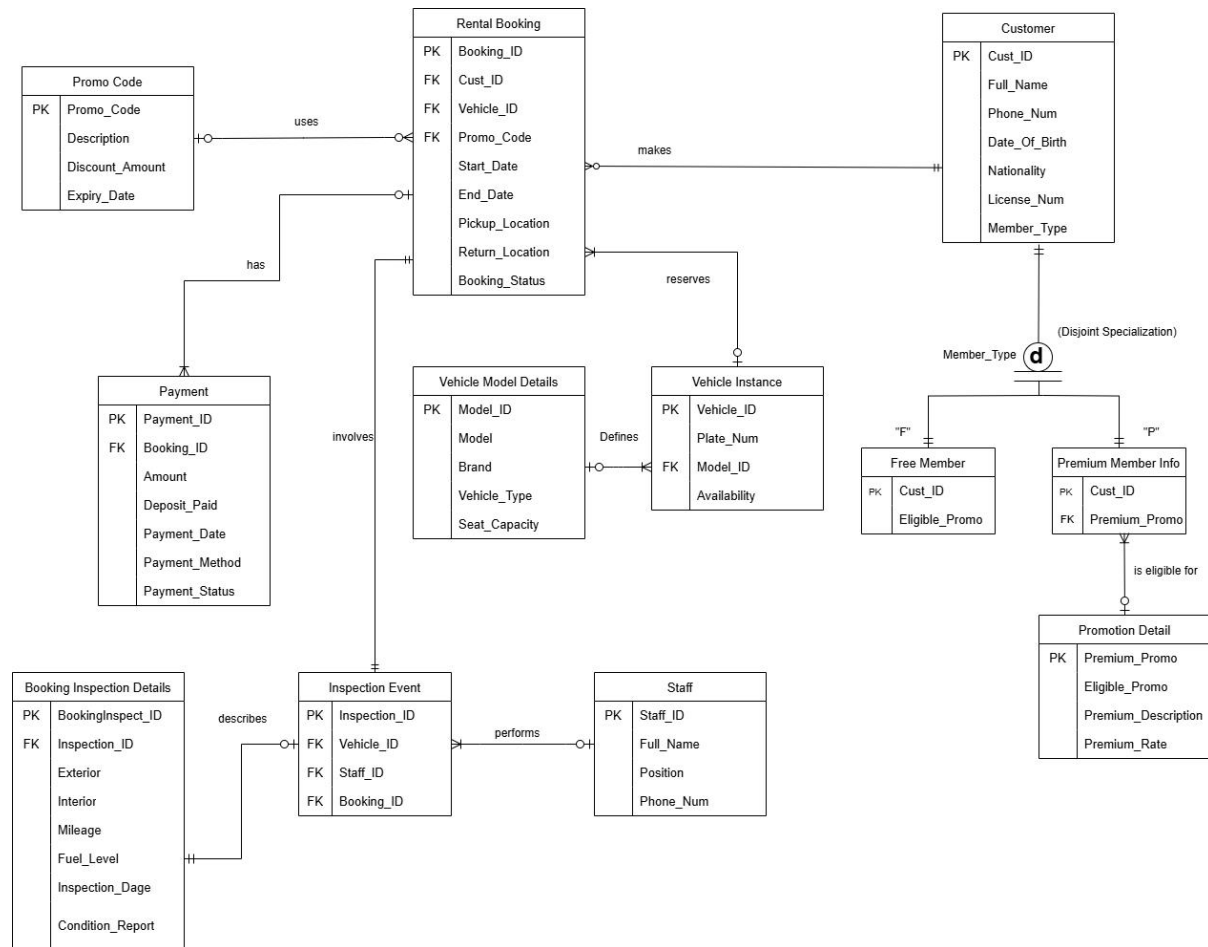 Rental Booking
PK Booking_ID
FK Cust_ID
FK Vehicle_ID
FK Promo_Code
Start_Date
End_Date
Pickup_Location
Return_Location
Booking_Status
Customer
PK Cust_ID
Full_Name
Phone_Num
Date_Of_Birth
Nationality
License_Num
Member_Type
Promo Code
PK Promo_Code
Description
Discount_Amount
Expiry_Date
uses
makes
has
reserves
involves
(Disjoint Specialization)
Member_Type
d
Payment
PK Payment_ID
FK Booking_ID
Amount
Deposit_Paid
Payment_Date
Payment_Method
Payment_Status
Vehicle Model Details
PK Model_ID
Model
Brand
Vehicle_Type
Seat_Capacity
Defines
Vehicle Instance
PK Vehicle_ID
Plate_Num
FK Model_ID
Availability
"F"
"P"
Free Member
PK Cust_ID
Eligible_Promo
Premium Member Info
PK Cust_ID
FK Premium_Promo
is eligible for
Promotion Detail
PK Premium_Promo
Eligible_Promo
Premium_Description
Premium_Rate
Booking Inspection Details
PK BookingInspect_ID
FK Inspection_ID
Exterior
Interior
Mileage
Fuel_Level
Inspection_Dage
Condition_Report
describes
Inspection Event
PK Inspection_ID
FK Vehicle_ID
FK Staff_ID
FK Booking_ID
performs
Staff
PK Staff_ID
Full_Name
Position
Phone_Num